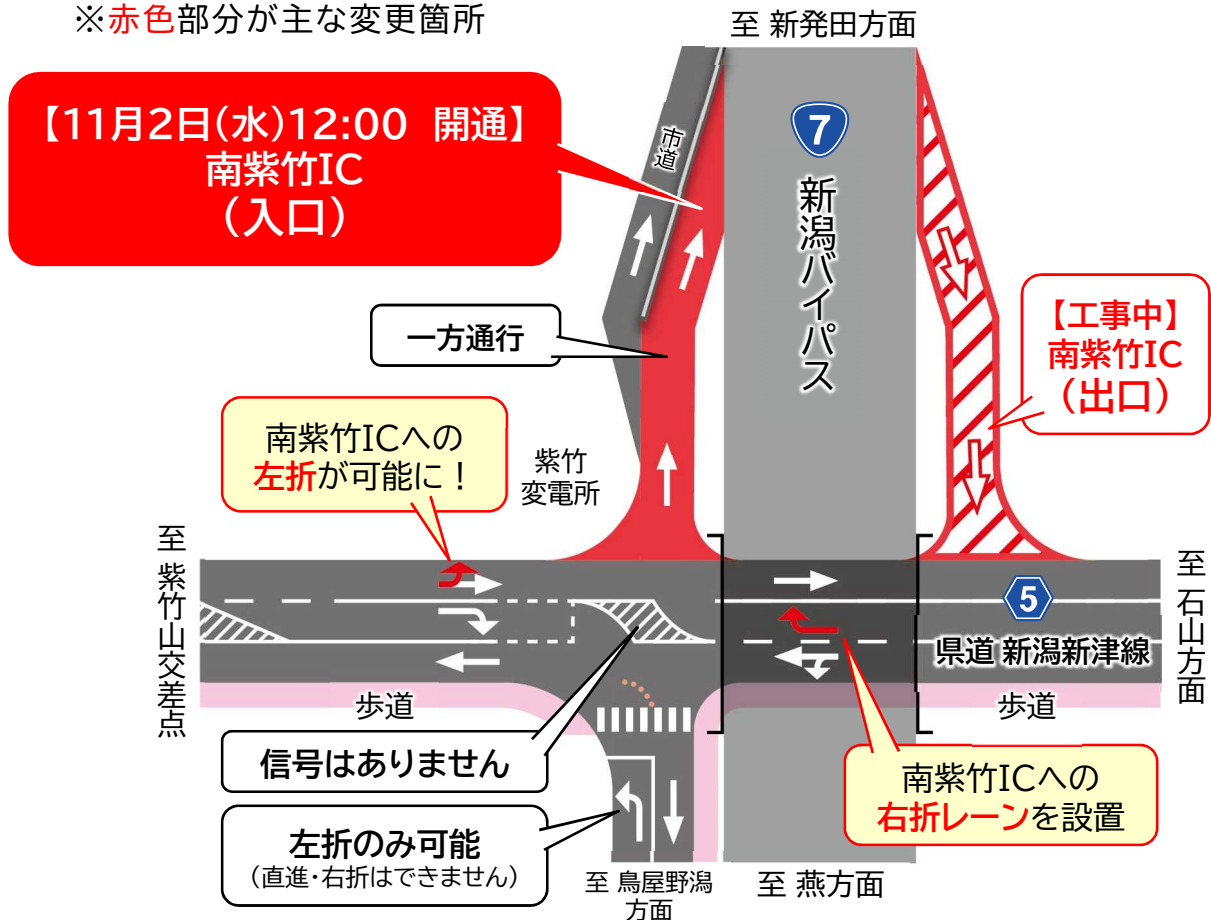 ※赤色部分が主な変更箇所
至 新発田方面
【11月2日(水)12:00 開通】
南紫竹IC
(入口)
市道
7
新潟バイパス
一方通行
【工事中】
南紫竹IC
(出口)
南紫竹ICへの
左折が可能に！
紫竹
変電所
至 紫竹山交差点
至 石山方面
5
県道 新潟新津線
歩道
歩道
信号はありません
南紫竹ICへの
右折レーンを設置
左折のみ可能
(直進・右折はできません)
至 鳥屋野潟
方面
至 燕方面